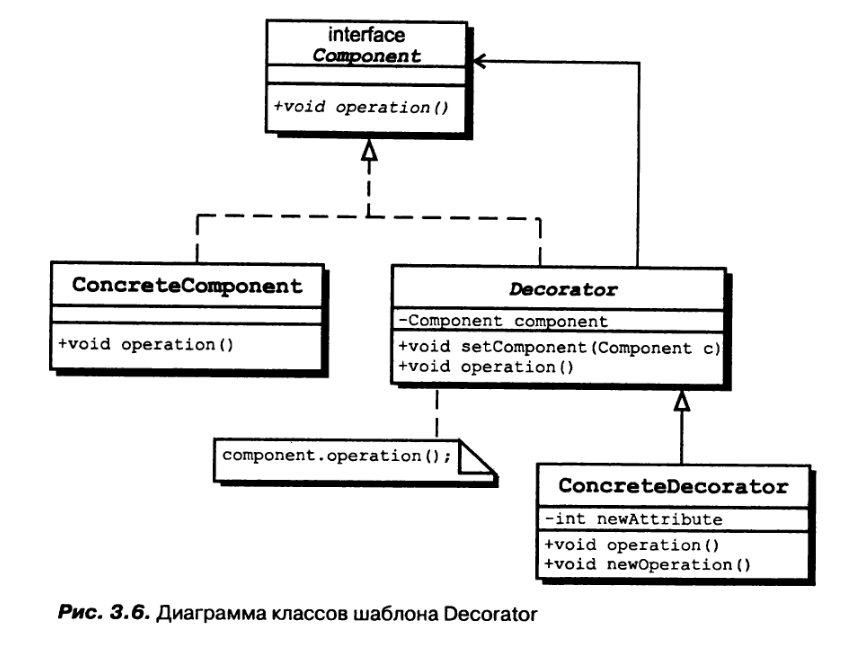 interface
Component
+void operation()
ConcreteComponent
+void operation()
Decorator
-Component component
+void setComponent(Component c)
+void operation()
component.operation();
ConcreteDecorator
-int newAttribute
+void operation()
+void newOperation()
Рис. 3.6. Диаграмма классов шаблона Decorator